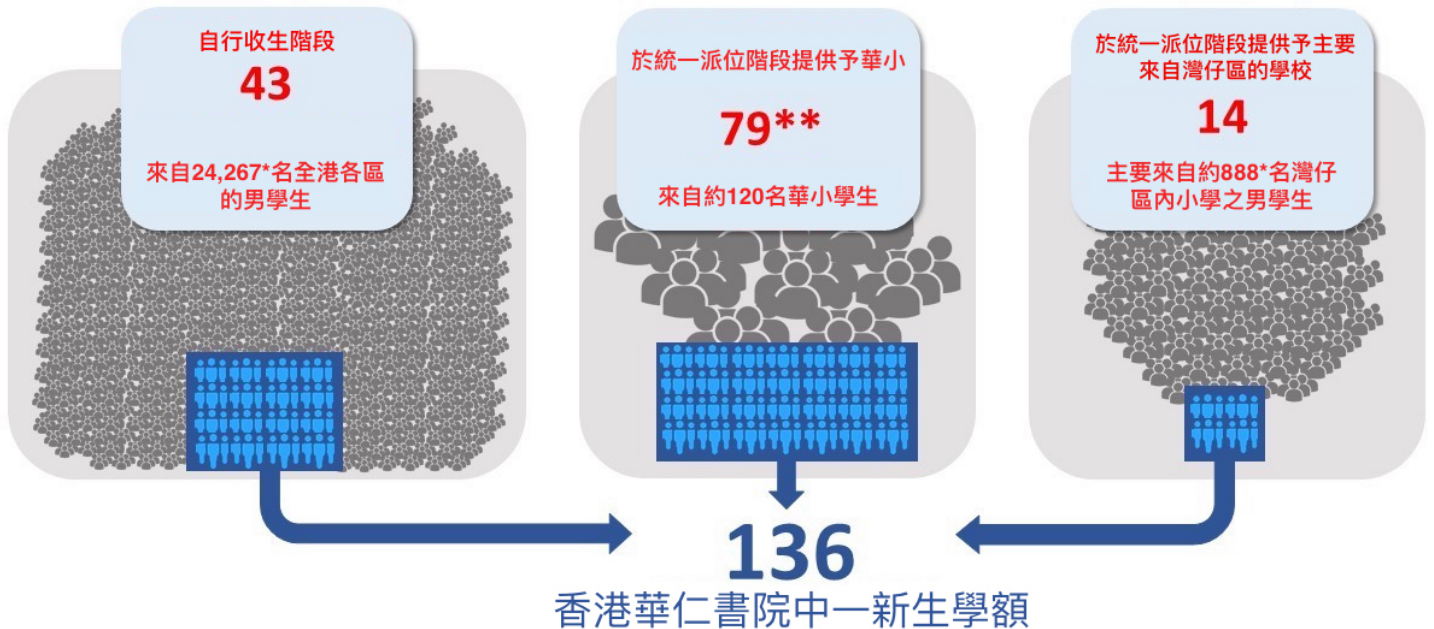 自行收生階段
43
來自24,267*名全港各區
的男學生
於統一派位階段提供予華小
79**
來自約120名華小學生
於統一派位階段提供予主要
來自灣仔區的學校
14
主要來自約888*名灣仔
區內小學之男學生
136
香港華仁書院中一新生學額